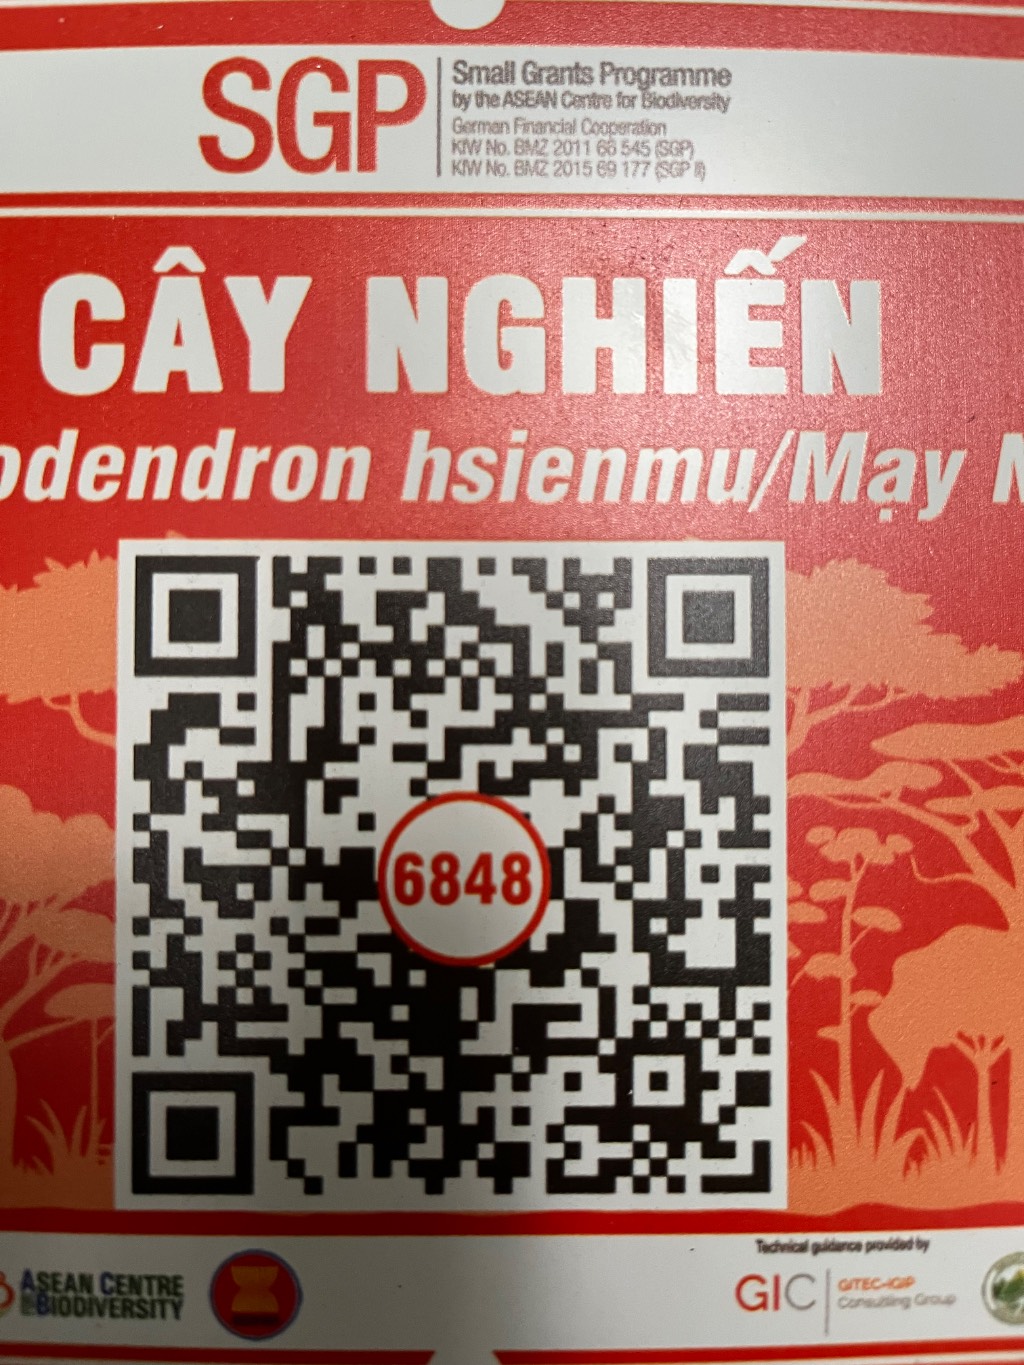 SGP
Small Grants Programme
by the ASEAN Centre for Biodiversity
German Financial Cooperation
KfW No. BMZ 2011 66 545 (SGP)
KfW No. BMZ 2015 69 177 (SGP II)
CÂY NGHIẾN
odendron hsienmu/Mạy N
6848
ASEAN CENTRE
FOR BIODIVERSITY
Technical guidance provided by
GIC
GITEC-IGIP
Consulting Group